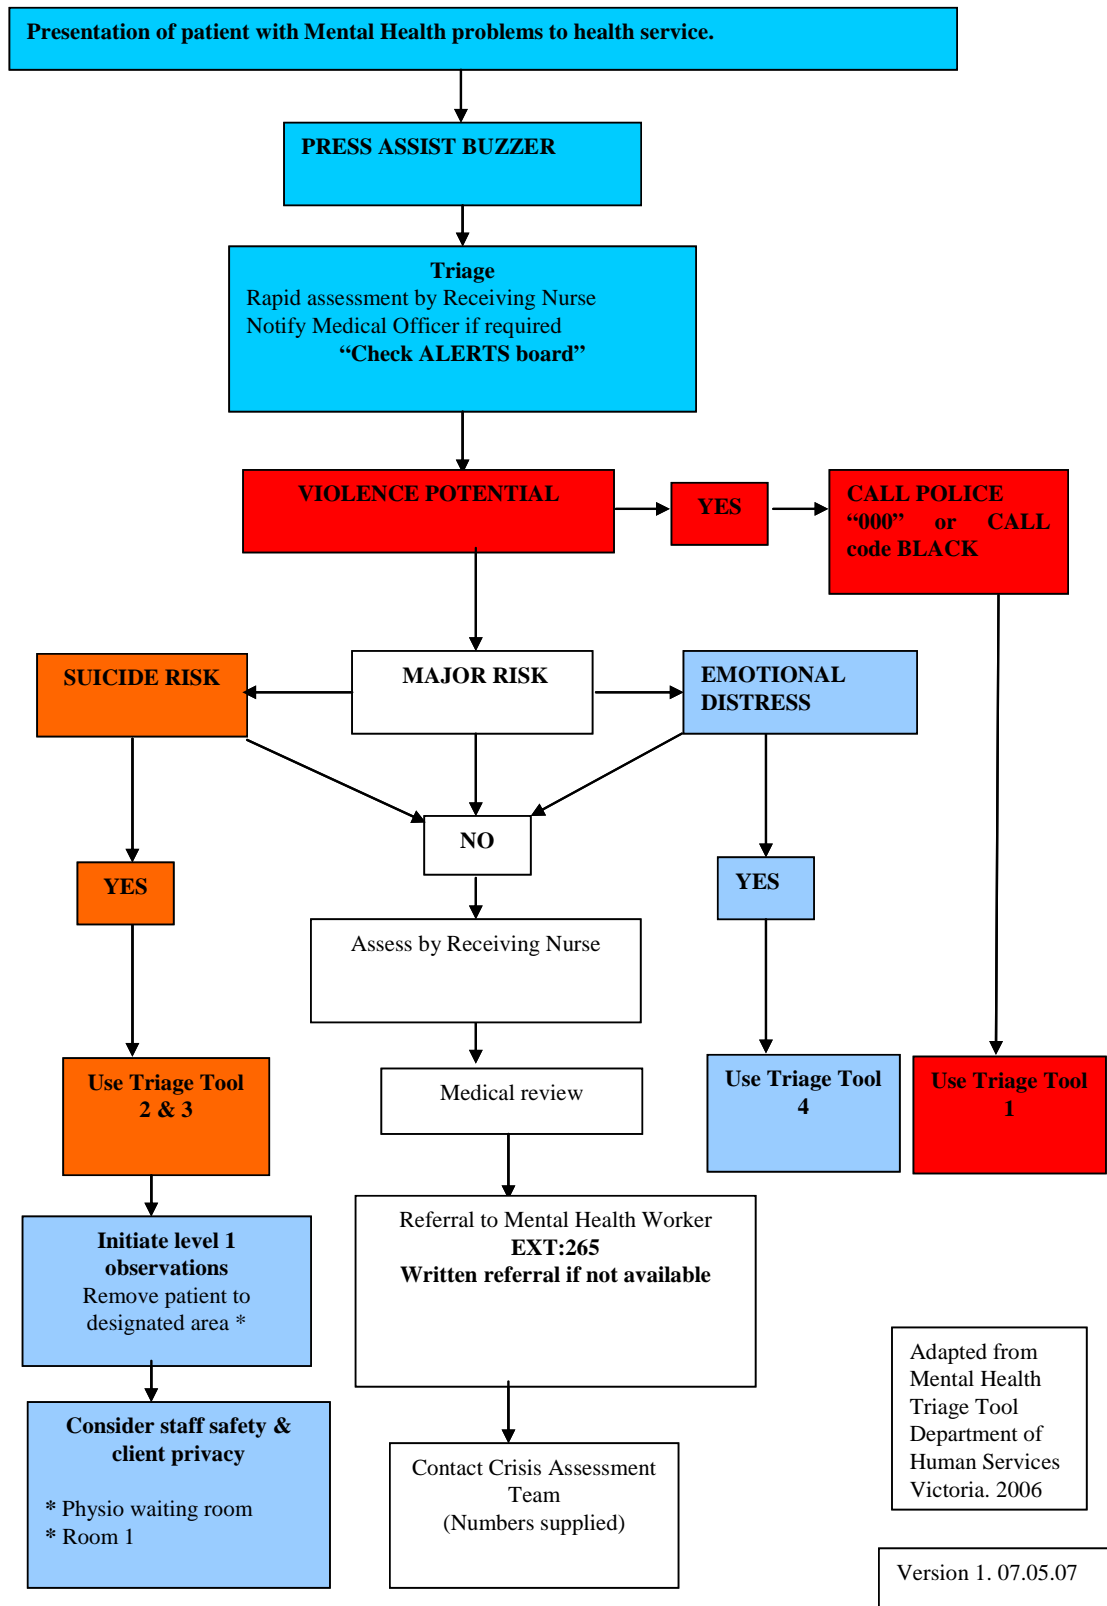 Presentation of patient with Mental Health problems to health service.
PRESS ASSIST BUZZER
Triage
Rapid assessment by Receiving Nurse
Notify Medical Officer if required
“Check ALERTS board”
VIOLENCE POTENTIAL
YES
CALL POLICE
“000” or CALL
code BLACK
SUICIDE RISK
MAJOR RISK
EMOTIONAL
DISTRESS
NO
YES
YES
Assess by Receiving Nurse
Use Triage Tool
2 & 3
Medical review
Use Triage Tool
4
Use Triage Tool
1
Initiate level 1
observations
Remove patient to
designated area *
Referral to Mental Health Worker
EXT:265
Written referral if not available
Consider staff safety &
client privacy
* Physio waiting room
* Room 1
Contact Crisis Assessment
Team
(Numbers supplied)
Adapted from
Mental Health
Triage Tool
Department of
Human Services
Victoria. 2006
Version 1. 07.05.07